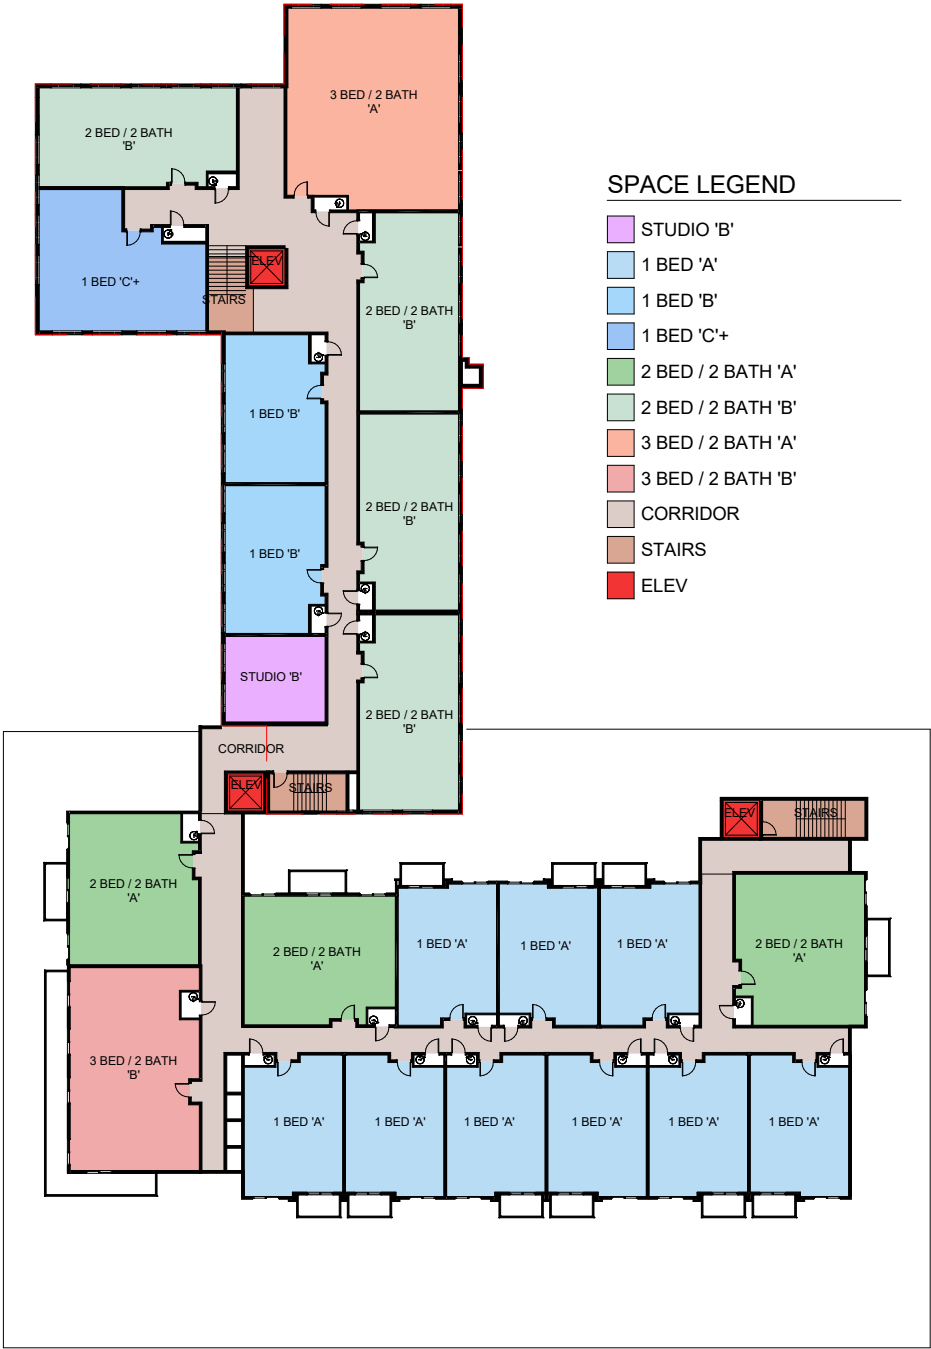 3 BED / 2 BATH
'A'
2 BED / 2 BATH
'B'
SPACE LEGEND
STUDIO 'B'
1 BED 'A'
1 BED 'B'
1 BED 'C'+
2 BED / 2 BATH 'A'
2 BED / 2 BATH 'B'
3 BED / 2 BATH 'A'
3 BED / 2 BATH 'B'
CORRIDOR
STAIRS
ELEV
ELEV
1 BED 'C'+
STAIRS
2 BED / 2 BATH
'B'
1 BED 'B'
2 BED / 2 BATH
'B'
1 BED 'B'
STUDIO 'B'
2 BED / 2 BATH
'B'
CORRIDOR
ELEV
STAIRS
ELEV
STAIRS
2 BED / 2 BATH
'A'
2 BED / 2 BATH
'A'
1 BED 'A'
1 BED 'A'
1 BED 'A'
2 BED / 2 BATH
'A'
3 BED / 2 BATH
'B'
1 BED 'A'
1 BED 'A'
1 BED 'A'
1 BED 'A'
1 BED 'A'
1 BED 'A'